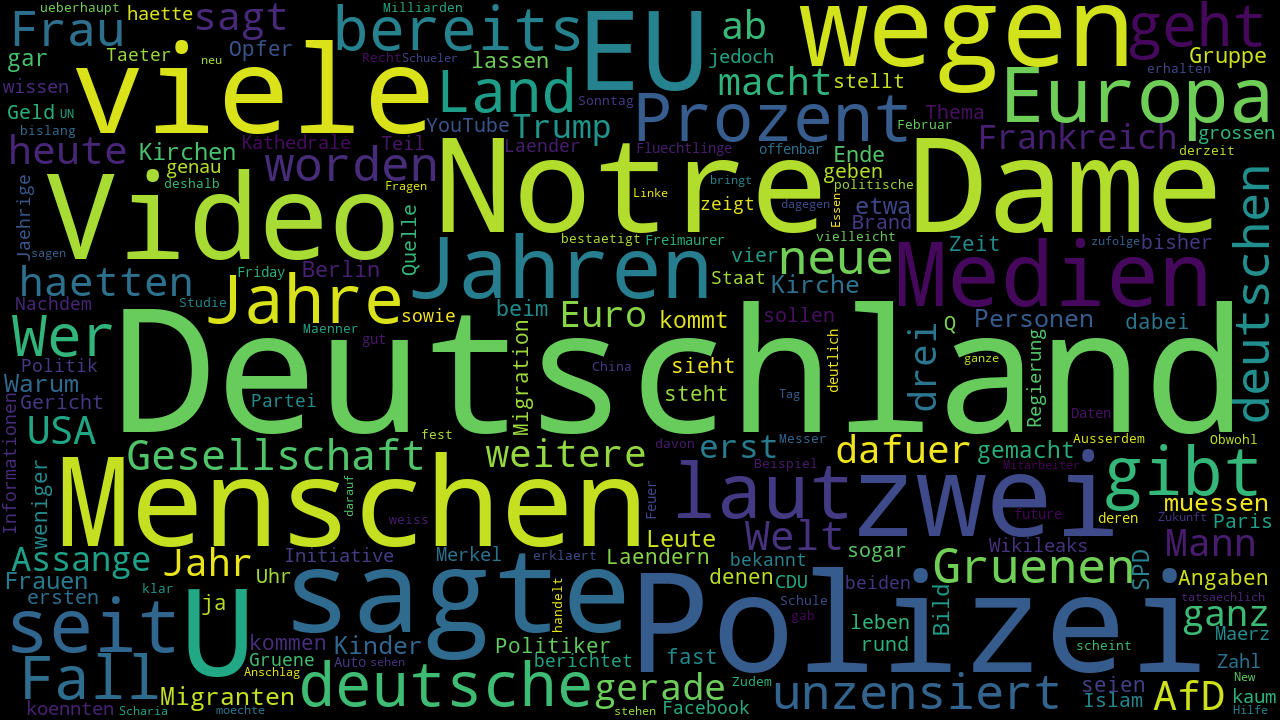 ueberhaupt
haette
sagt
Milliarden
bereits
EU
ab
wegen
geht
Frau
Taeter
Opfer
neu
Recht
Schueler
lassen
jedoch
macht
stellt
Gruppe
erhalten
gar
wissen
viele
Land
Sonntag
Prozent
Thema
Europa
Geld
UN
bislang
YouTube
Trump
Februar
Frankreich
grossen
heute
Kirchen
Kathedrale
Teil
Laender
Fluechtlinge
offenbar
Ende
derzeit
genau
deshalb
worden
Notre
Dame
geben
politische
Jaehrige
Video
Fragen
Linke
bringt
zeigt
dagegen
Essen
etwa
Brand
deutschen
sagen
Quelle
bestaetigt
Freimaurer
vielleicht
vier
neue
Zeit
zufolge
bisher
haetten
Friday
Berlin
Jahren
Staat
Kirche
Medien
Nachdem
Studie
Jahre
sowie
beim
Euro
kommt
sollen
Q
Personen
dabei
Wer
Maenner
gut
Deutschland
Migration
sieht
deutlich
drei
ganze
Regierung
Politik
Warum
China
steht
Tag
Gericht
Partei
Daten
Informationen
USA
fest
davon
erst
Messer
dafuer
gemacht
Ausserdem
Obwohl
Gesellschaft
weitere
Beispiel
Mitarbeiter
gibt
weniger
Menschen
darauf
Feuer
laut
zwei
muessen
weiss
future
deren
Zukunft
Paris
Assange
Jahr
Initiative
Merkel
erklaert
Leute
Laendern
Welt
bekannt
sogar
Wikileaks
Mann
Frauen
Uhr
denen
CDU
beiden
Gruenen
SPD
Angaben
ersten
klar
ja
sagte
handelt
Polizei
Schule
gab
leben
Bild
tatsaechlich
ganz
seit
U
kommen
Kinder
Politiker
rund
scheint
Maerz
Fall
Gruene
Auto
sehen
berichtet
fast
Zahl
Anschlag
Migranten
deutsche
gerade
Zudem
unzensiert
seien
Islam
AfD
New
kaum
koennten
Scharia
moechte
stehen
Facebook
Hilfe